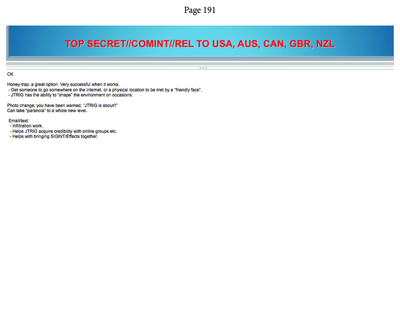 Page 191
TOP SECRET//COMINT//REL TO USA, AUS, CAN, GBR, NZL
CK
Honey-trap; a great option. Very successful when it works.
- Get someone to go somewhere on the internet, or a physical location to be met by a "friendly face".
- JTRIG has the ability to "shape" the environment on occasions.
Photo change; you have been warned, "JTRIG is about!!"
Can take "paranoia" to a whole new level.
Email/text:
- Infiltration work.
- Helps JTRIG acquire credibility with online groups etc.
- Helps with bringing SIGINT/Effects together.